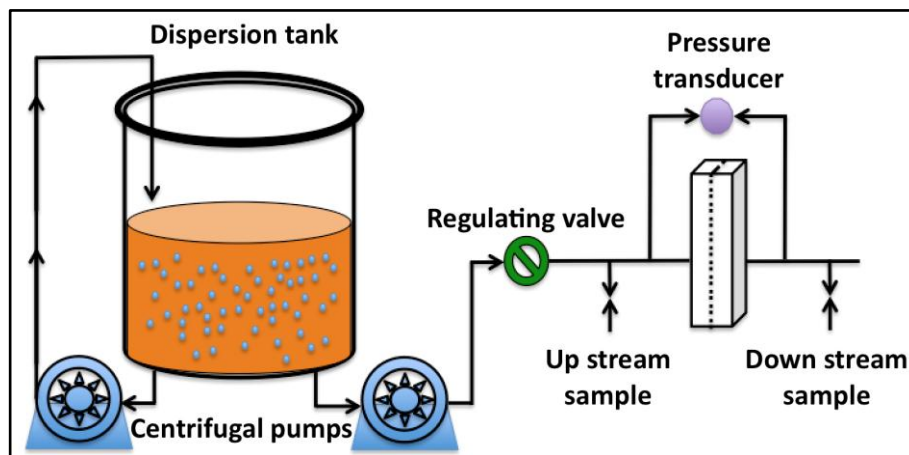 Dispersion tank
Pressure
transducer
Regulating valve
Up stream
sample
Down stream
sample
Centrifugal pumps